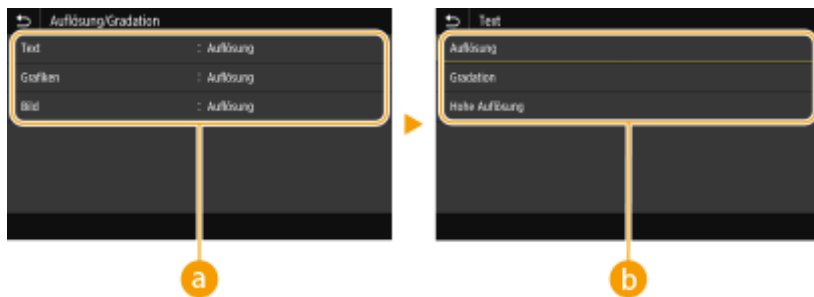 Auflösung/Gradation
Text : Auflösung
Grafiken : Auflösung
Bild : Auflösung
a
Text
Auflösung
Gradation
Hohe Auflösung
b